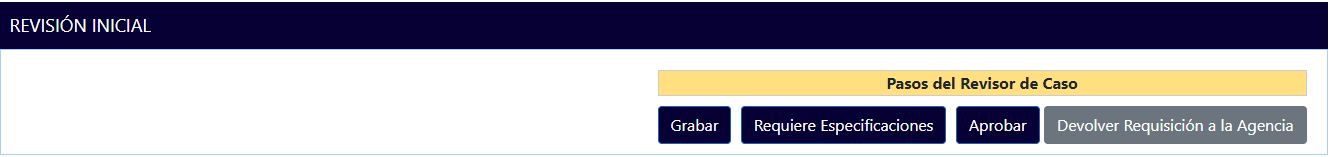 REVISIÓN INICIAL
Pasos del Revisor de Caso
Grabar Requiere Especificaciones Aprobar Devolver Requisición a la Agencia